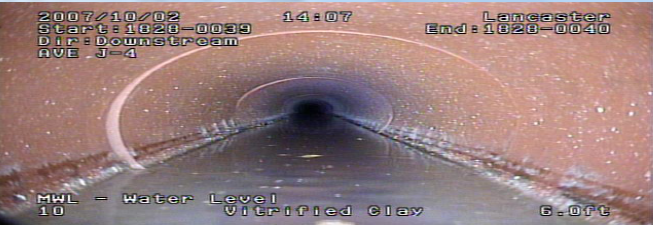 2007/10/02 14:07 Lancaster
Start:1828-0039 End:1828-0040
Dir:Downstream
AVE J-4
MWL - Water Level
10 Vitrified Clay 6.0ft